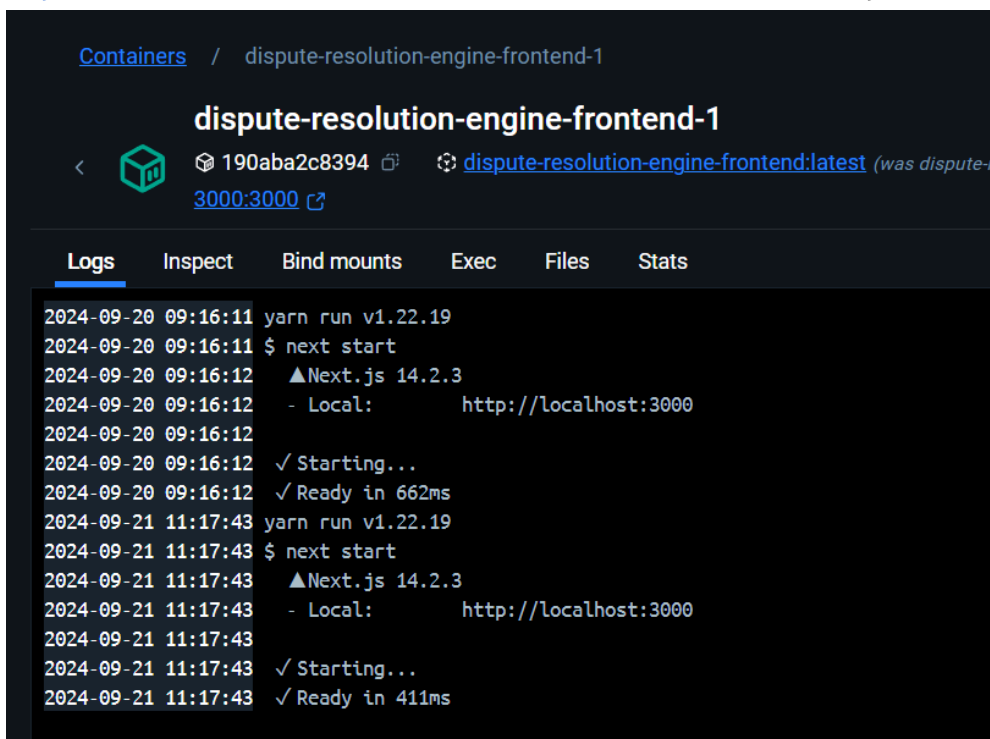 Containers / dispute-resolution-engine-frontend-1
dispute-resolution-engine-frontend-1
190aba2c8394 dispute-resolution-engine-frontend:latest (was dispute-
3000:3000
Logs Inspect Bind mounts Exec Files Stats
2024-09-20 09:16:11 yarn run v1.22.19
2024-09-20 09:16:11 $ next start
2024-09-20 09:16:12 ▲Next.js 14.2.3
2024-09-20 09:16:12 - Local: http://localhost:3000
2024-09-20 09:16:12
2024-09-20 09:16:12 ✓ Starting...
2024-09-20 09:16:12 ✓ Ready in 662ms
2024-09-21 11:17:43 yarn run v1.22.19
2024-09-21 11:17:43 $ next start
2024-09-21 11:17:43 ▲Next.js 14.2.3
2024-09-21 11:17:43 - Local: http://localhost:3000
2024-09-21 11:17:43
2024-09-21 11:17:43 ✓ Starting...
2024-09-21 11:17:43 ✓ Ready in 411ms